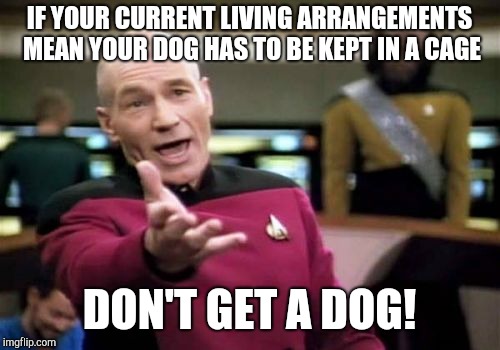 IF YOUR CURRENT LIVING ARRANGEMENTS
MEAN YOUR DOG HAS TO BE KEPT IN A CAGE
DON'T GET A DOG!
imgflip.com